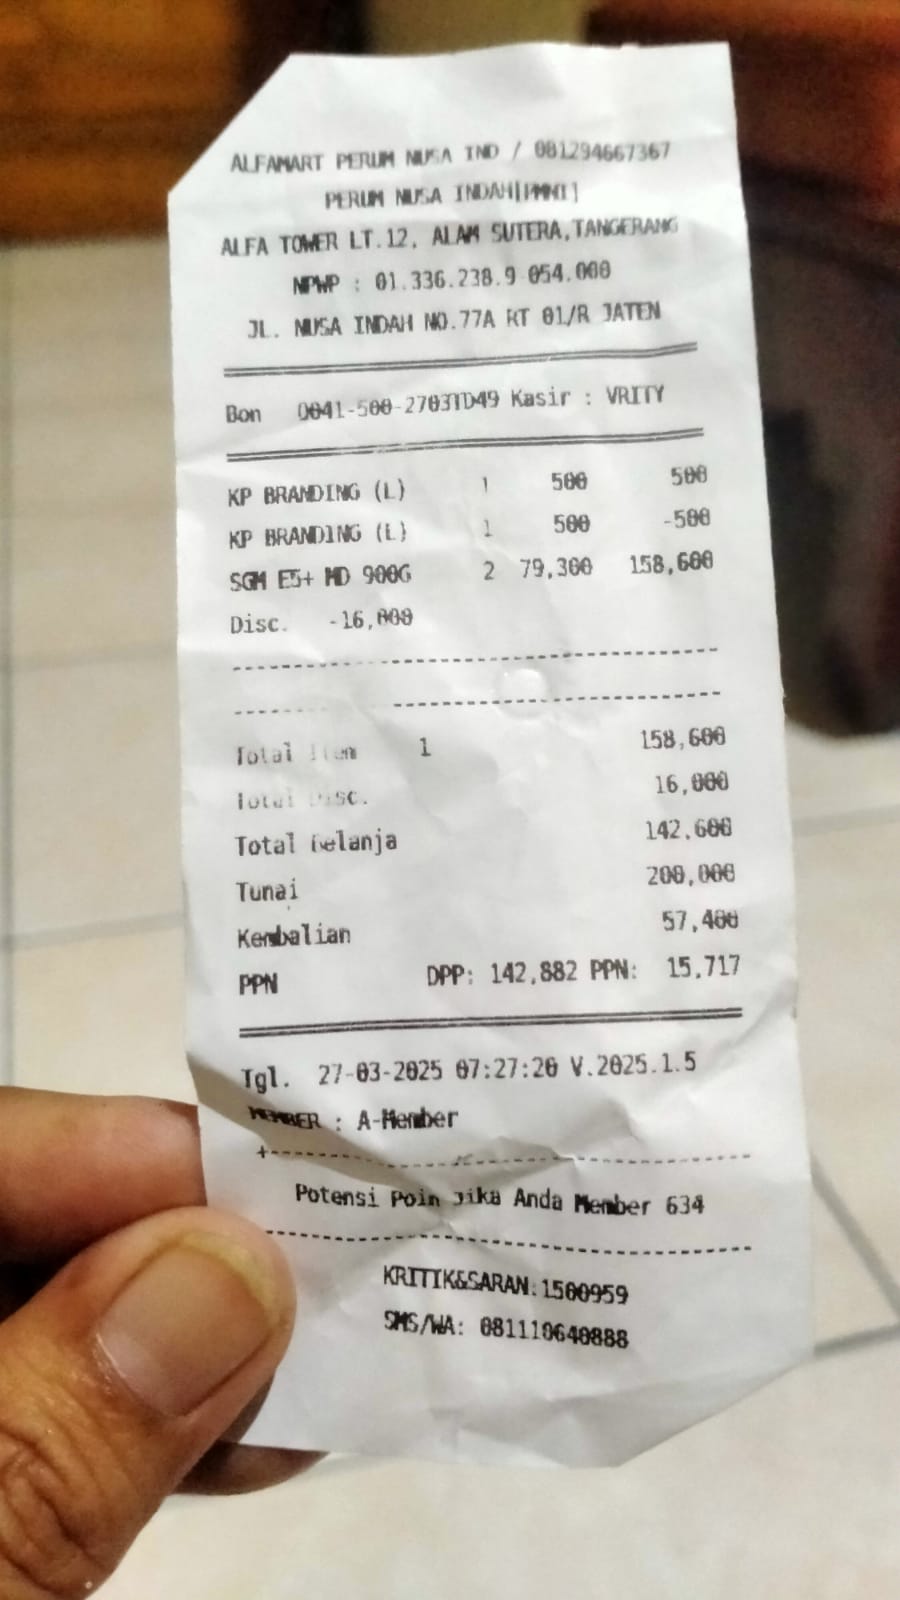 ALFAMART PERUM NUSA IND / 081294667367
PERUM NUSA INDAH[PMN1]
ALFA TOWER LT.12, ALAM SUTERA,TANGERANG
NPWP : 01.336.238.9-054.000
JL. NUSA INDAH NO.77A RT 01/R JATEN
Bon 0041-500-2703TD49 Kasir : VRITY
KP BRANDING (L) 1 500 500
KP BRANDING (L) 1 500 -500
SGM E5+ MD 900G 2 79,300 158,600
Disc. -16,000
Total Item 1 158,600
Total Disc. 16,000
Total Belanja 142,600
Tunai 200,000
Kembalian 57,400
PPN DPP: 142,882 PPN: 15,717
Tgl. 27-03-2025 07:27:20 V.2025.1.5
MEMBER : A-Member
Potensi Poin Jika Anda Member 634
KRITIK&SARAN:1500959
SMS/WA: 081110640888